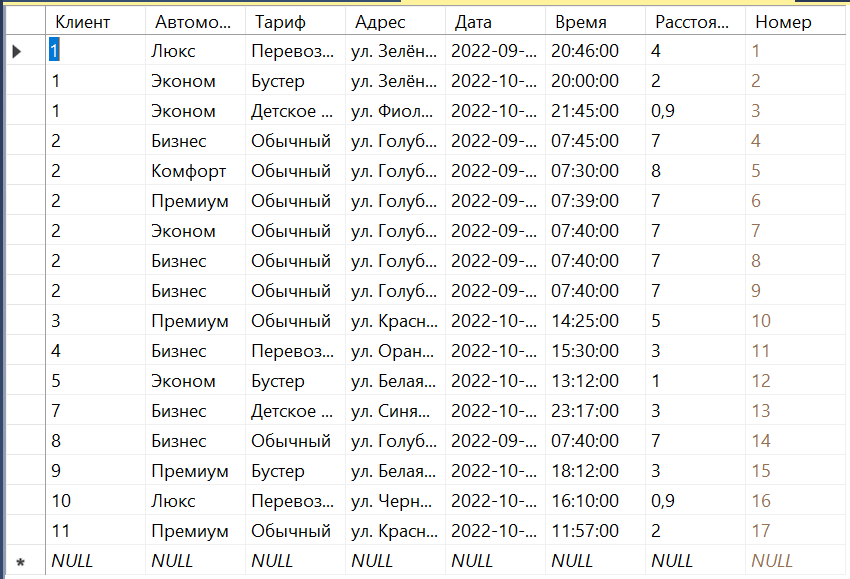 Клиент Автомо... Тариф Адрес Дата Время Расстоя... Номер
1 Люкс Перевоз... ул. Зелён... 2022-09-... 20:46:00 4 1
1 Эконом Бустер ул. Зелён... 2022-10-... 20:00:00 2 2
1 Эконом Детское ... ул. Фиол... 2022-10-... 21:45:00 0,9 3
2 Бизнес Обычный ул. Голуб... 2022-09-... 07:45:00 7 4
2 Комфорт Обычный ул. Голуб... 2022-09-... 07:30:00 8 5
2 Премиум Обычный ул. Голуб... 2022-09-... 07:39:00 7 6
2 Эконом Обычный ул. Голуб... 2022-09-... 07:40:00 7 7
2 Бизнес Обычный ул. Голуб... 2022-09-... 07:40:00 7 8
2 Бизнес Обычный ул. Голуб... 2022-09-... 07:40:00 7 9
3 Премиум Обычный ул. Красн... 2022-10-... 14:25:00 5 10
4 Бизнес Перевоз... ул. Оран... 2022-10-... 15:30:00 3 11
5 Эконом Бустер ул. Белая... 2022-10-... 13:12:00 1 12
7 Бизнес Детское ... ул. Синя... 2022-10-... 23:17:00 3 13
8 Бизнес Обычный ул. Голуб... 2022-09-... 07:40:00 7 14
9 Премиум Бустер ул. Белая... 2022-10-... 18:12:00 3 15
10 Люкс Перевоз... ул. Черн... 2022-10-... 16:10:00 0,9 16
11 Премиум Обычный ул. Красн... 2022-10-... 11:57:00 2 17
NULL NULL NULL NULL NULL NULL NULL NULL